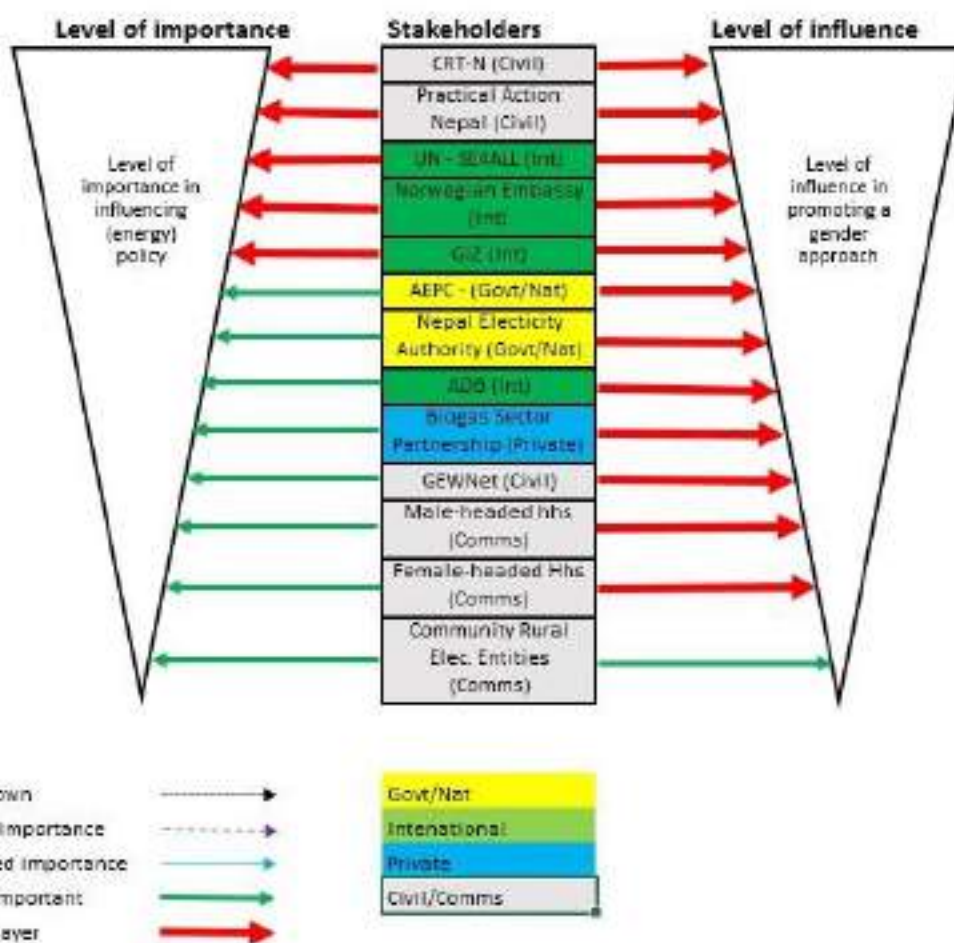 Level of importance
Stakeholders
Level of influence
CRT-N (Civil)
Practical Action
Nepal (Civil)
UN - SE4ALL (Int)
Norwegian Embassy
(Int)
GIZ (Int)
AEPC - (Govt/Nat)
Nepal Electicity
Authority (Govt/Nat)
ADB (Int)
Biogas Sector
Partnership (Private)
GEWNet (Civil)
Male-headed hhs
(Comms)
Female-headed Hhs
(Comms)
Community Rural
Elec. Entities
(Comms)
Level of
importance in
influencing
(energy)
policy
Level of
influence in
promoting a
gender
approach
own
importance
ed importance
mportant
ayer
Govt/Nat
Intenational
Private
Civil/Comms